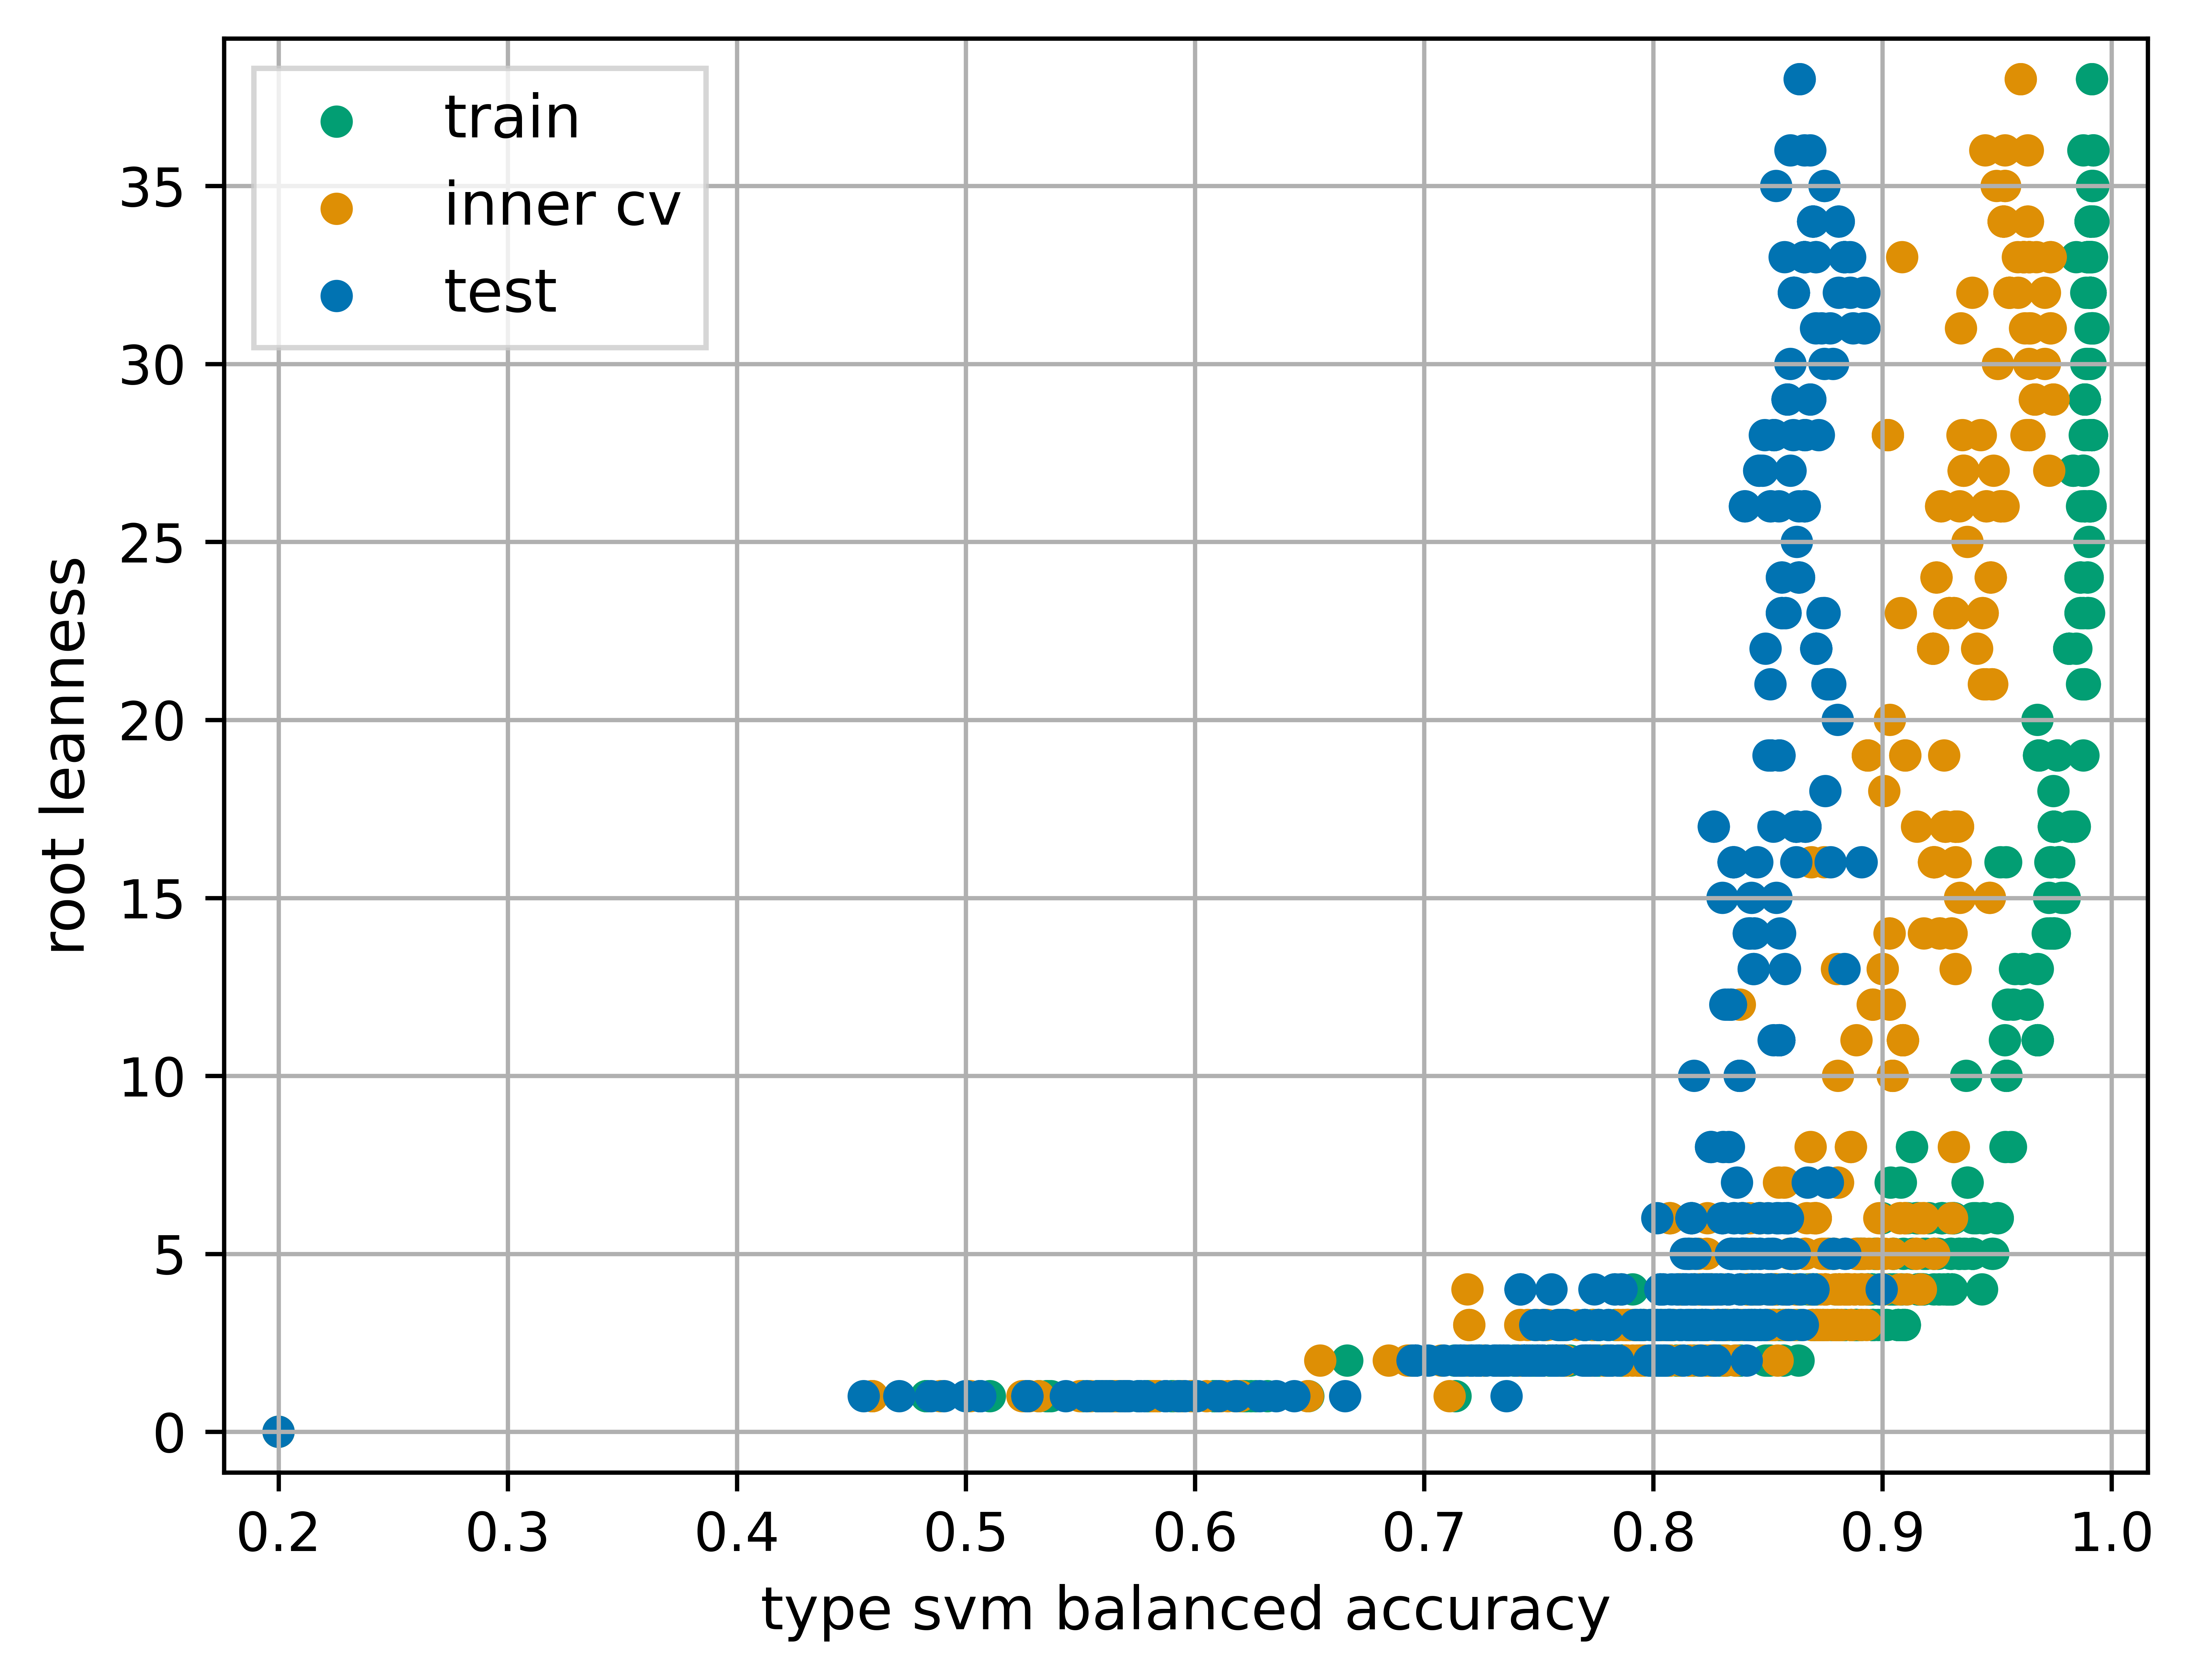 train
inner cv
test
35
30
25
20
15
10
5
0
root leanness
0.2 0.3 0.4 0.5 0.6 0.7 0.8 0.9 1.0
type svm balanced accuracy